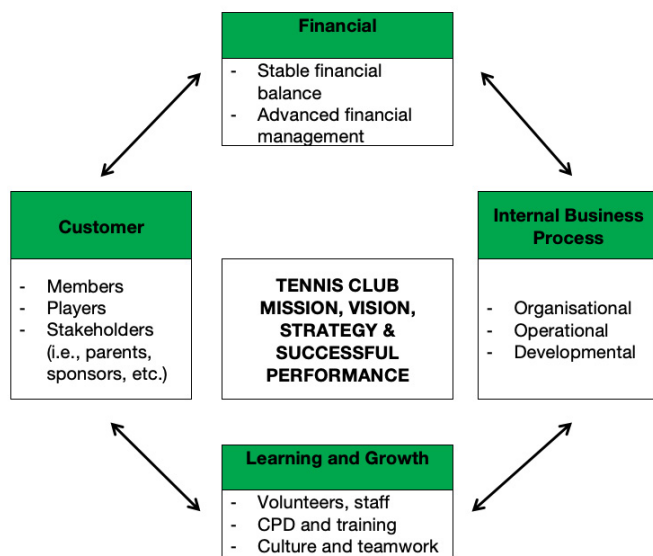 Financial
- Stable financial
balance
- Advanced financial
management
Customer
- Members
- Players
- Stakeholders
(i.e., parents,
sponsors, etc.)
TENNIS CLUB
MISSION, VISION,
STRATEGY &
SUCCESSFUL
PERFORMANCE
Internal Business
Process
- Organisational
- Operational
- Developmental
Learning and Growth
- Volunteers, staff
- CPD and training
- Culture and teamwork